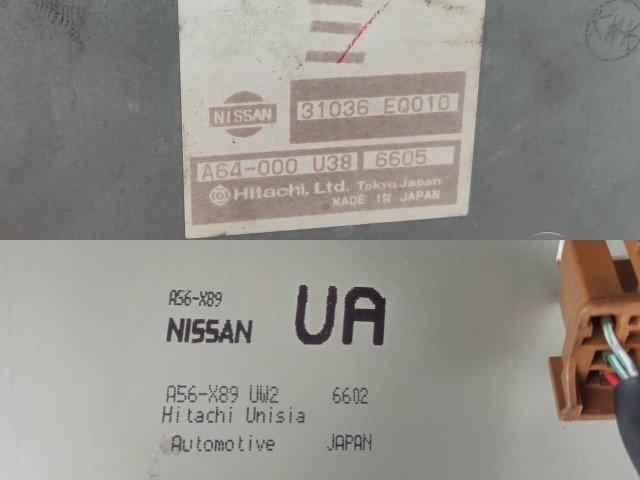 NISSAN
31036 EQ010
A64-000 U38 6605
Hitachi, Ltd. Tokyo Japan
MADE IN JAPAN
A56-X89
NISSAN UA
A56-X89 UW2 6602
Hitachi Unisia
Automotive JAPAN